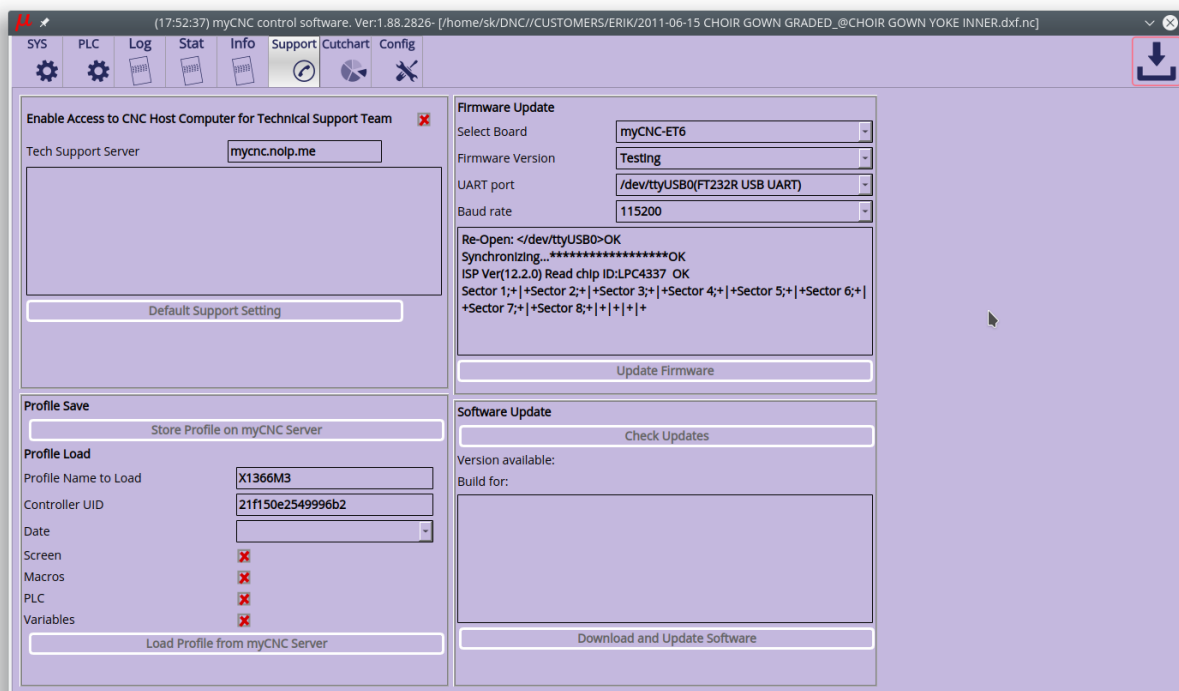 (17:52:37) myCNC control software. Ver:1.88.2826- [/home/sk/DNC//CUSTOMERS/ERIK/2011-06-15 CHOIR GOWN GRADED_@CHOIR GOWN YOKE INNER.dxf.nc]
SYS PLC Log Stat Info Support Cutchart Config
Enable Access to CNC Host Computer for Technical Support Team
Tech Support Server mycnc.noip.me
Default Support Setting
Profile Save
Store Profile on myCNC Server
Profile Load
Profile Name to Load X1366M3
Controller UID 21f150e2549996b2
Date
Screen
Macros
PLC
Variables
Load Profile from myCNC Server
Firmware Update
Select Board myCNC-ET6
Firmware Version Testing
UART port /dev/ttyUSB0(FT232R USB UART)
Baud rate 115200
Re-Open: </dev/ttyUSB0>OK
Synchronizing...*******************OK
ISP Ver(12.2.0) Read chip ID:LPC4337 OK
Sector 1;+|+Sector 2;+|+Sector 3;+|+Sector 4;+|+Sector 5;+|+Sector 6;+|
+Sector 7;+|+Sector 8;+|+|+|+|+
Update Firmware
Software Update
Check Updates
Version available:
Build for:
Download and Update Software